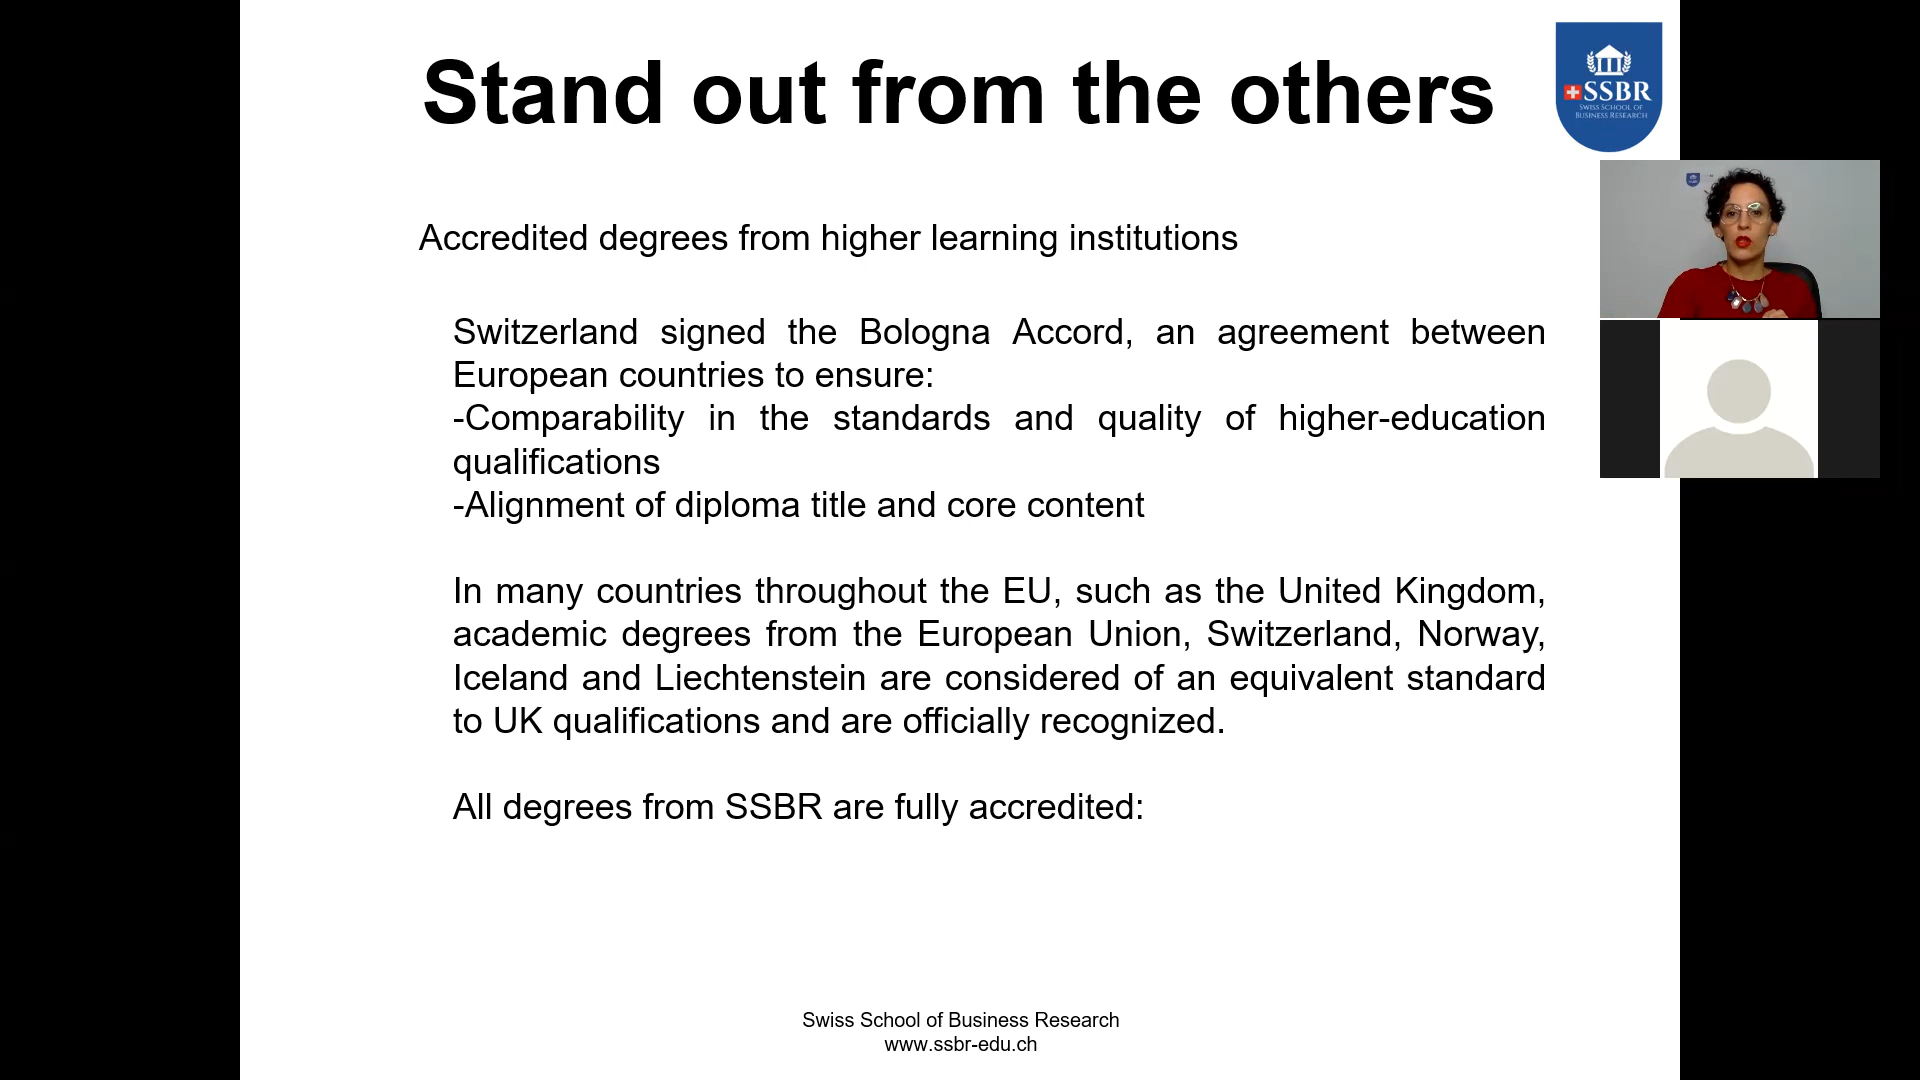 Stand out from the others
SSBR
SWISS SCHOOL OF
BUSINESS RESEARCH
Accredited degrees from higher learning institutions
Switzerland signed the Bologna Accord, an agreement between
European countries to ensure:
-Comparability in the standards and quality of higher-education
qualifications
-Alignment of diploma title and core content
In many countries throughout the EU, such as the United Kingdom,
academic degrees from the European Union, Switzerland, Norway,
Iceland and Liechtenstein are considered of an equivalent standard
to UK qualifications and are officially recognized.
All degrees from SSBR are fully accredited:
Swiss School of Business Research
www.ssbr-edu.ch